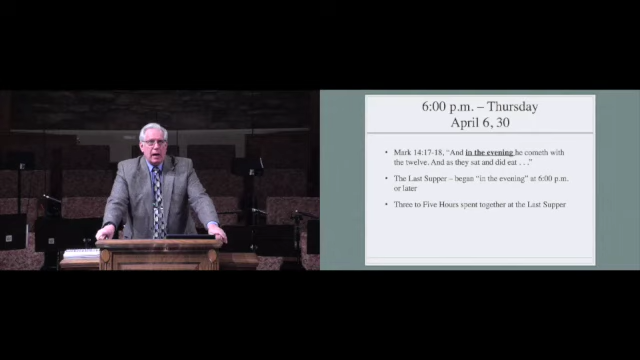 6:00 p.m. – Thursday
April 6, 30
• Mark 14:17-18, “And in the evening he cometh with
the twelve. And as they sat and did eat . . .”
• The Last Supper – began “in the evening” at 6:00 p.m.
or later
• Three to Five Hours spent together at the Last Supper